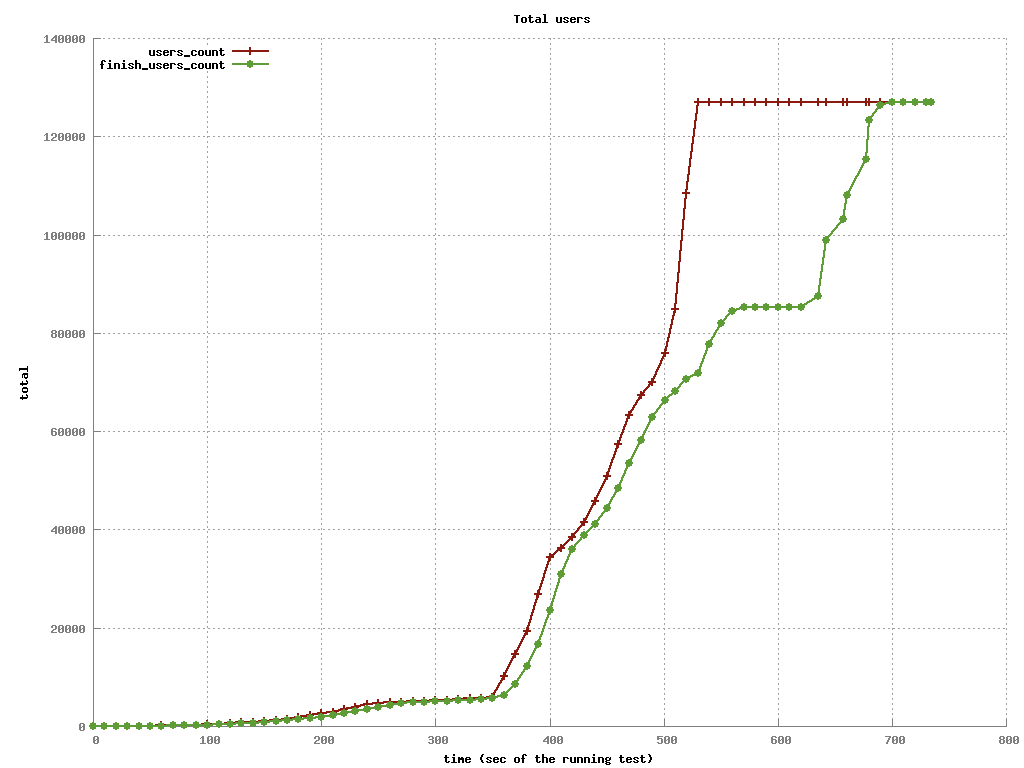 Total users
users_count
finish_users_count
140000
120000
100000
80000
60000
40000
20000
0
total
0 100 200 300 400 500 600 700 800
time (sec of the running test)